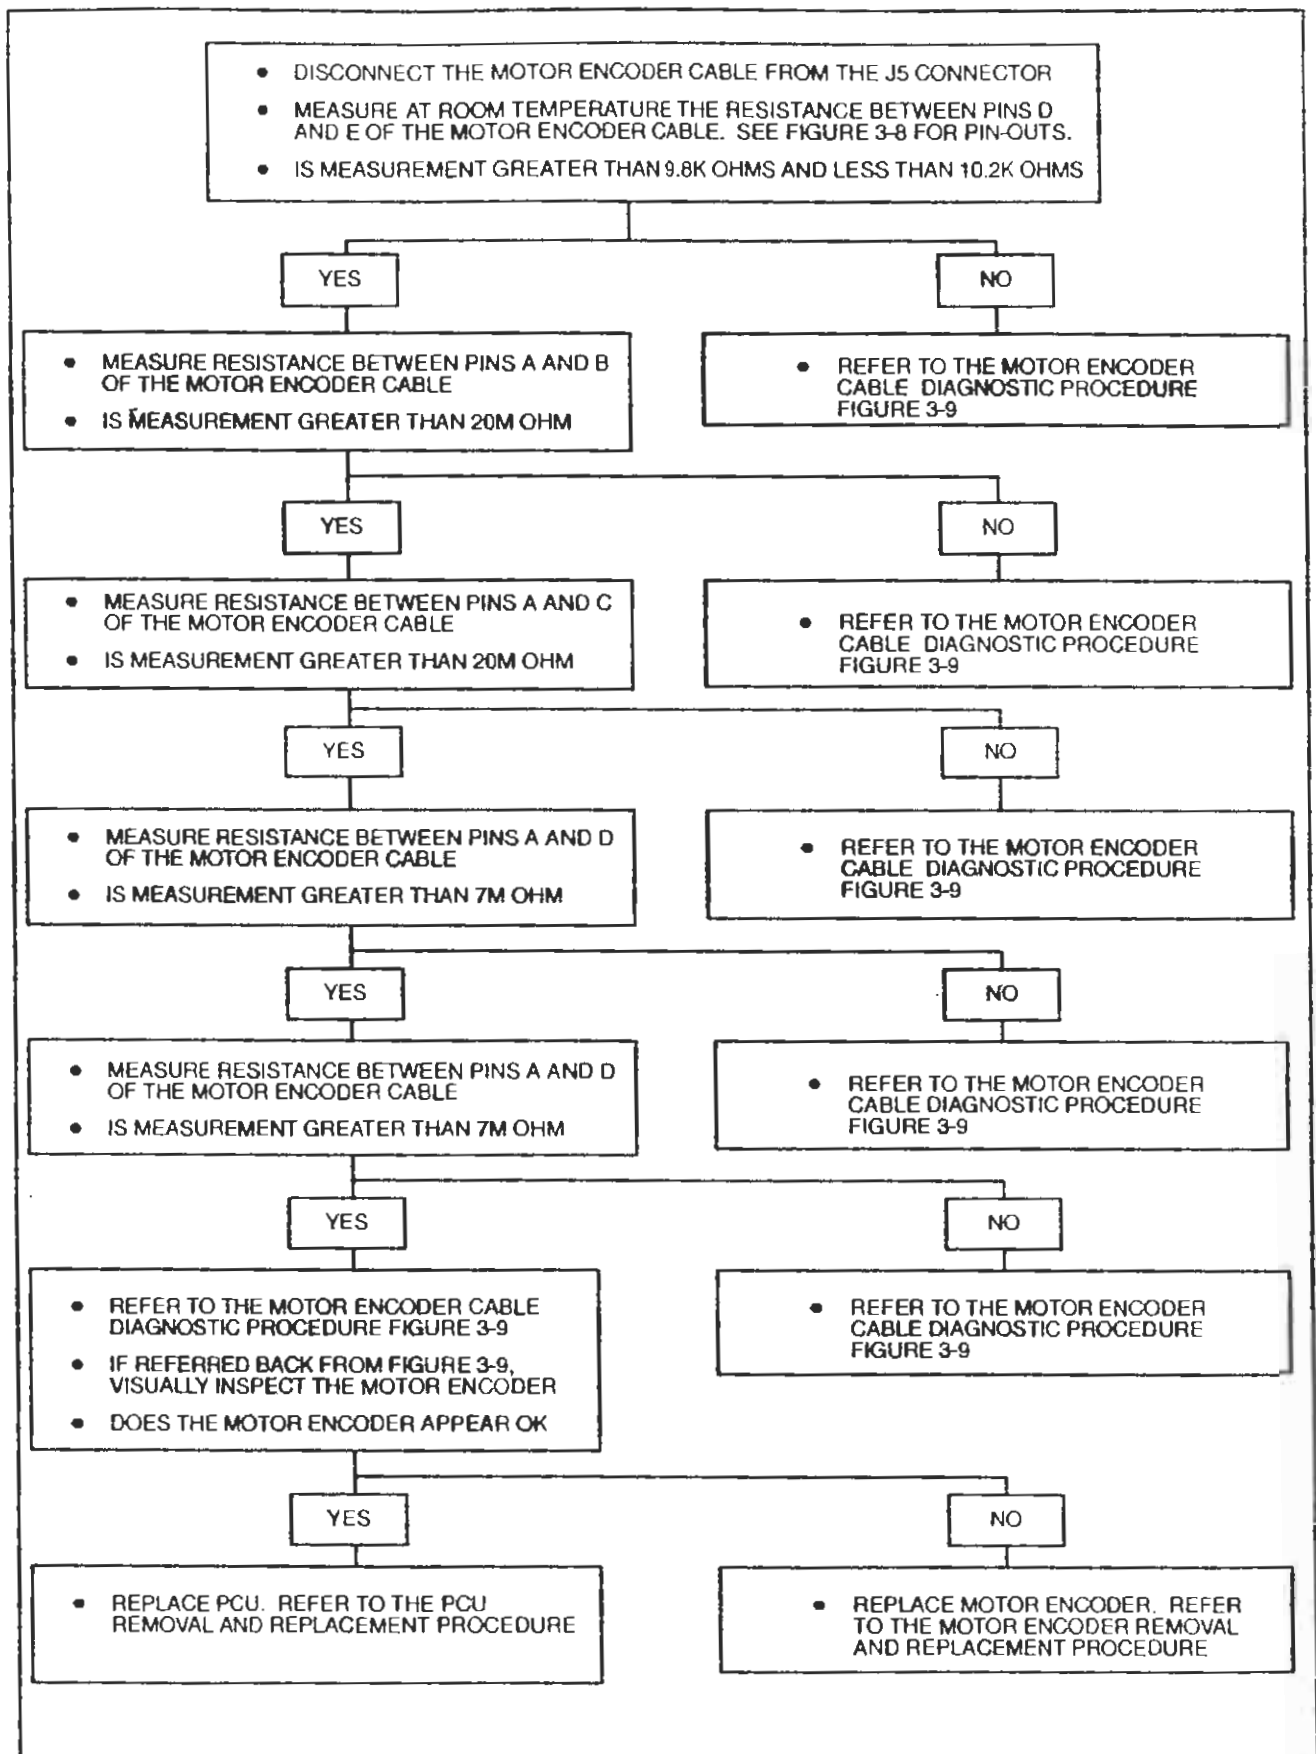 • DISCONNECT THE MOTOR ENCODER CABLE FROM THE J5 CONNECTOR
• MEASURE AT ROOM TEMPERATURE THE RESISTANCE BETWEEN PINS D
AND E OF THE MOTOR ENCODER CABLE. SEE FIGURE 3-8 FOR PIN-OUTS.
• IS MEASUREMENT GREATER THAN 9.8K OHMS AND LESS THAN 10.2K OHMS
YES
NO
• MEASURE RESISTANCE BETWEEN PINS A AND B
OF THE MOTOR ENCODER CABLE
• IS MEASUREMENT GREATER THAN 20M OHM
• REFER TO THE MOTOR ENCODER
CABLE DIAGNOSTIC PROCEDURE
FIGURE 3-9
YES
NO
• MEASURE RESISTANCE BETWEEN PINS A AND C
OF THE MOTOR ENCODER CABLE
• IS MEASUREMENT GREATER THAN 20M OHM
• REFER TO THE MOTOR ENCODER
CABLE DIAGNOSTIC PROCEDURE
FIGURE 3-9
YES
NO
• MEASURE RESISTANCE BETWEEN PINS A AND D
OF THE MOTOR ENCODER CABLE
• IS MEASUREMENT GREATER THAN 7M OHM
• REFER TO THE MOTOR ENCODER
CABLE DIAGNOSTIC PROCEDURE
FIGURE 3-9
YES
NO
• MEASURE RESISTANCE BETWEEN PINS A AND D
OF THE MOTOR ENCODER CABLE
• IS MEASUREMENT GREATER THAN 7M OHM
• REFER TO THE MOTOR ENCODER
CABLE DIAGNOSTIC PROCEDURE
FIGURE 3-9
YES
NO
• REFER TO THE MOTOR ENCODER CABLE
DIAGNOSTIC PROCEDURE FIGURE 3-9
• IF REFERRED BACK FROM FIGURE 3-9,
VISUALLY INSPECT THE MOTOR ENCODER
• DOES THE MOTOR ENCODER APPEAR OK
• REFER TO THE MOTOR ENCODER
CABLE DIAGNOSTIC PROCEDURE
FIGURE 3-9
YES
NO
• REPLACE PCU. REFER TO THE PCU
REMOVAL AND REPLACEMENT PROCEDURE
• REPLACE MOTOR ENCODER. REFER
TO THE MOTOR ENCODER REMOVAL
AND REPLACEMENT PROCEDURE